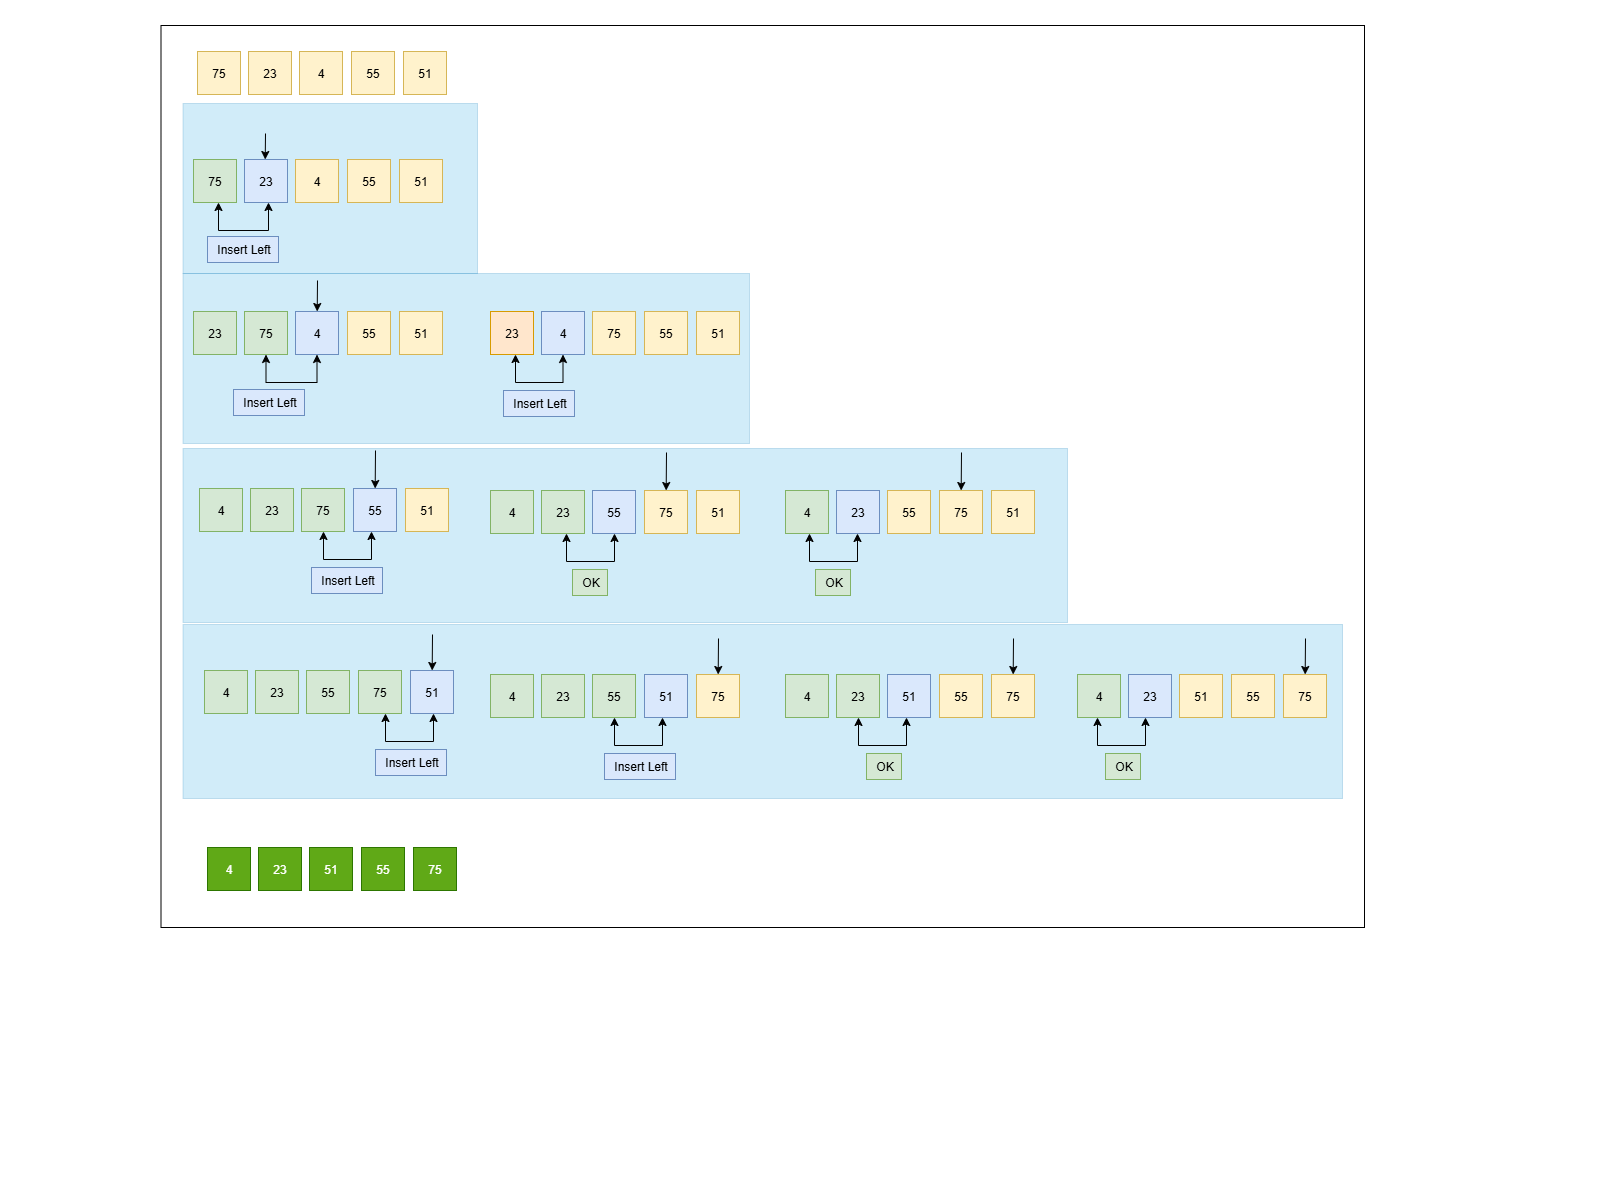 75 23 4 55 51
75 23 4 55 51
Insert Left
23 75 4 55 51 23 4 75 55 51
Insert Left Insert Left
4 23 75 55 51 4 23 55 75 51 4 23 55 75 51
Insert Left OK OK
4 23 55 75 51 4 23 55 51 75 4 23 51 55 75 4 23 51 55 75
Insert Left Insert Left OK OK
4 23 51 55 75